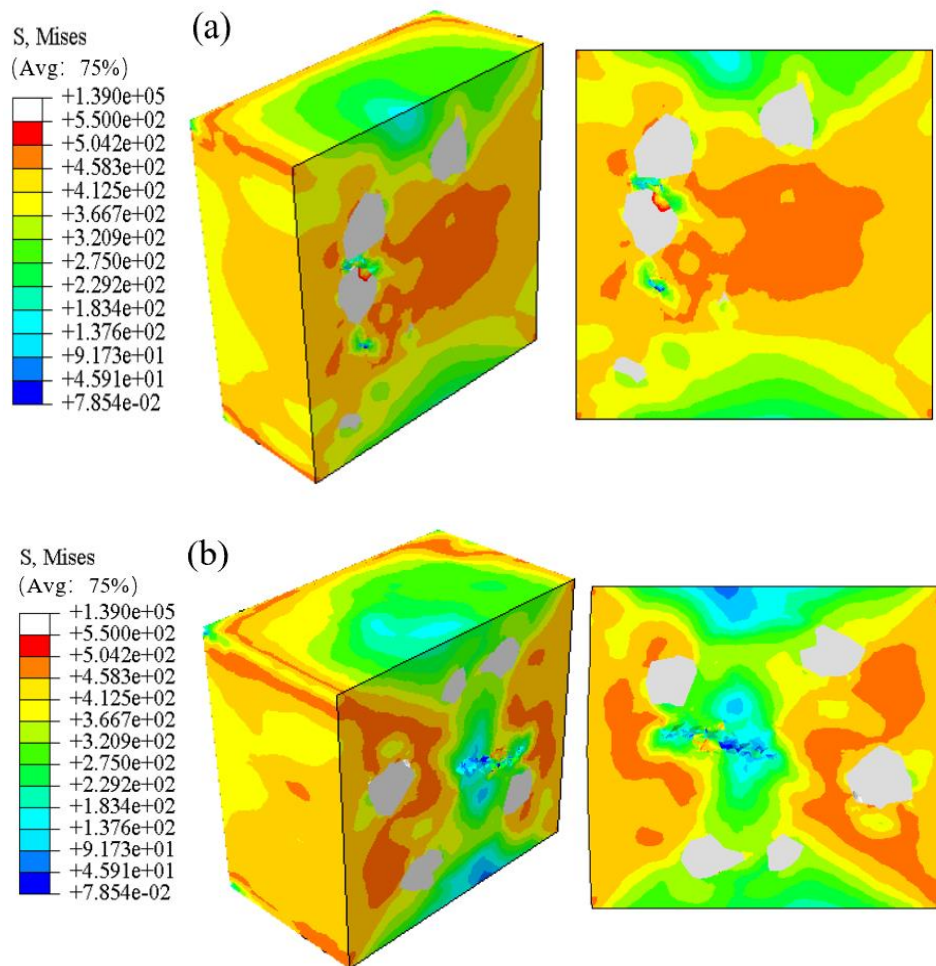 (a)
S, Mises
(Avg: 75%)
+1.390e+05
+5.500e+02
+5.042e+02
+4.583e+02
+4.125e+02
+3.667e+02
+3.209e+02
+2.750e+02
+2.292e+02
+1.834e+02
+1.376e+02
+9.173e+01
+4.591e+01
+7.854e-02
(b)
S, Mises
(Avg: 75%)
+1.390e+05
+5.500e+02
+5.042e+02
+4.583e+02
+4.125e+02
+3.667e+02
+3.209e+02
+2.750e+02
+2.292e+02
+1.834e+02
+1.376e+02
+9.173e+01
+4.591e+01
+7.854e-02